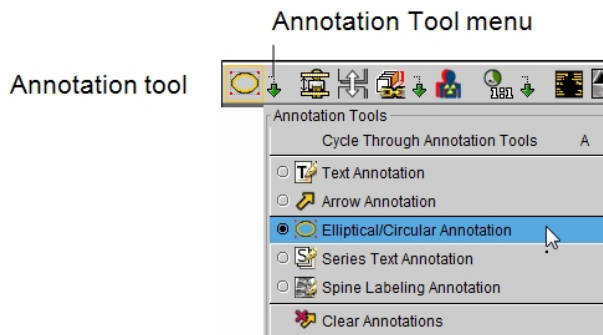 Annotation Tool menu
Annotation tool
181
Annotation Tools
Cycle Through Annotation Tools A
T Text Annotation
Arrow Annotation
Elliptical/Circular Annotation
S Series Text Annotation
Spine Labeling Annotation
Clear Annotations